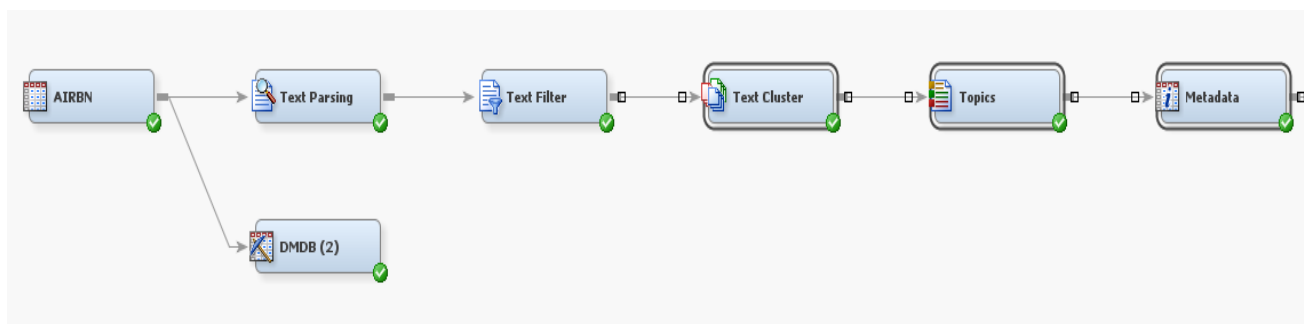 AIRBN
Text Parsing
Text Filter
Text Cluster
Topics
Metadata
DMDB (2)